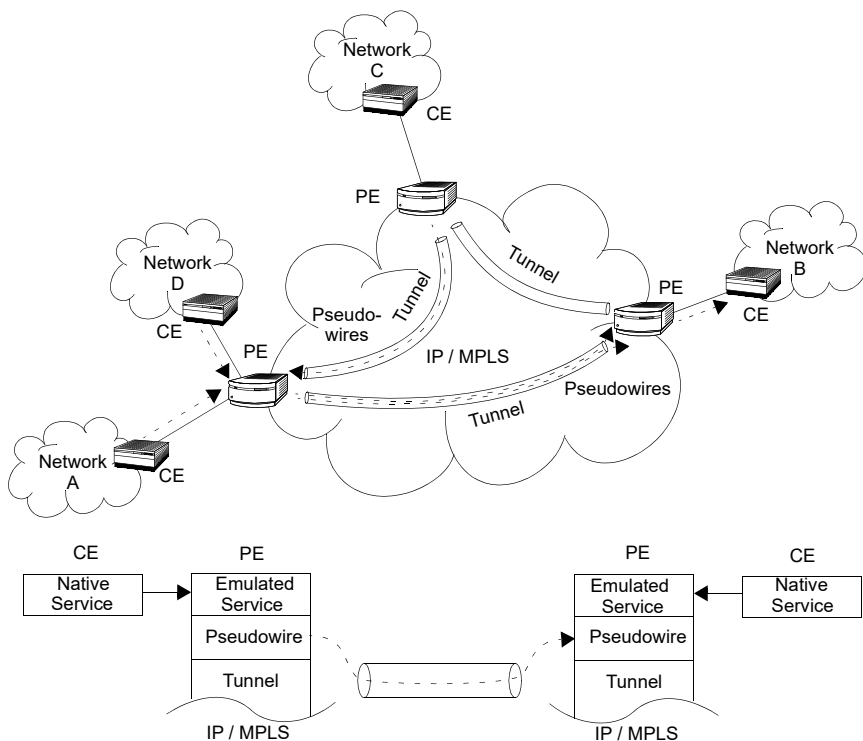 Network
C
CE
PE
Network
D
CE
Network
B
PE
CE
Tunnel
Tunnel
Pseudo-
wires
PE
IP / MPLS
Pseudowires
Tunnel
Network
A
CE
CE
PE
PE
CE
Native
Service
Emulated
Service
Emulated
Service
Native
Service
Pseudowire
Pseudowire
Tunnel
Tunnel
IP / MPLS
IP / MPLS